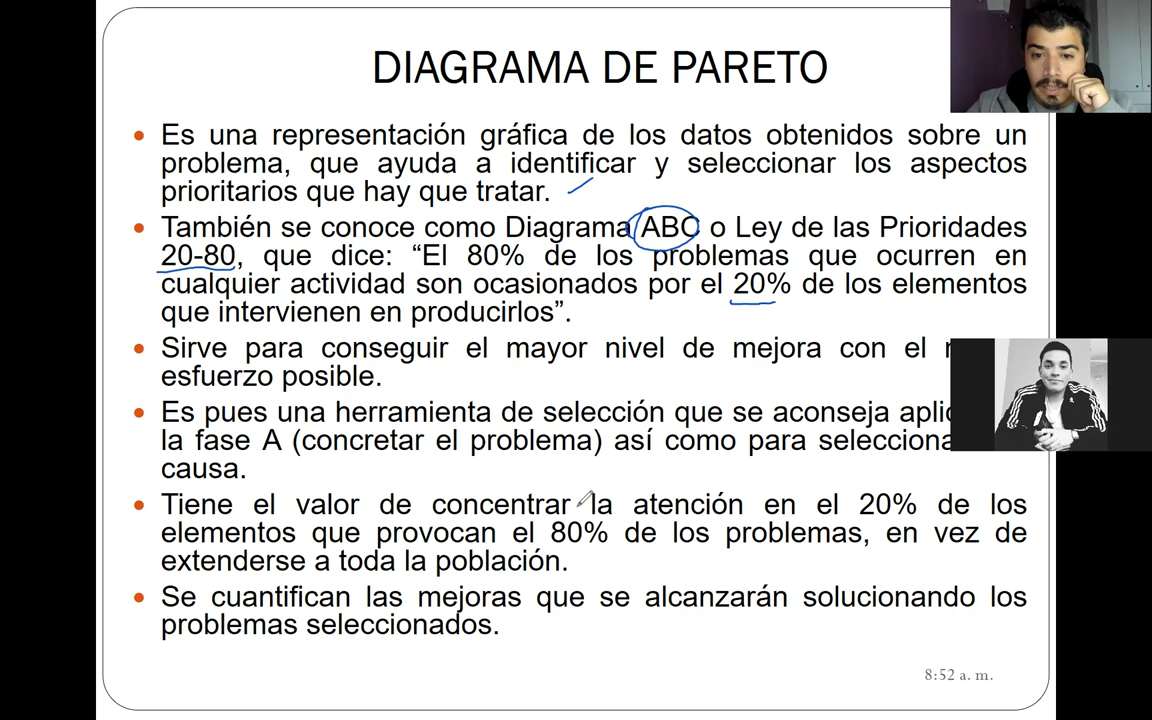 DIAGRAMA DE PARETO
• Es una representación gráfica de los datos obtenidos sobre un
problema, que ayuda a identificar y seleccionar los aspectos
prioritarios que hay que tratar.
• También se conoce como Diagrama ABC o Ley de las Prioridades
20-80, que dice: “El 80% de los problemas que ocurren en
cualquier actividad son ocasionados por el 20% de los elementos
que intervienen en producirlos”.
• Sirve para conseguir el mayor nivel de mejora con el
esfuerzo posible.
• Es pues una herramienta de selección que se aconseja
la fase A (concretar el problema) así como para
causa.
• Tiene el valor de concentrar la atención en el 20% de los
elementos que provocan el 80% de los problemas, en vez de
extenderse a toda la población.
• Se cuantifican las mejoras que se alcanzarán solucionando los
problemas seleccionados.
8:52 a. m.